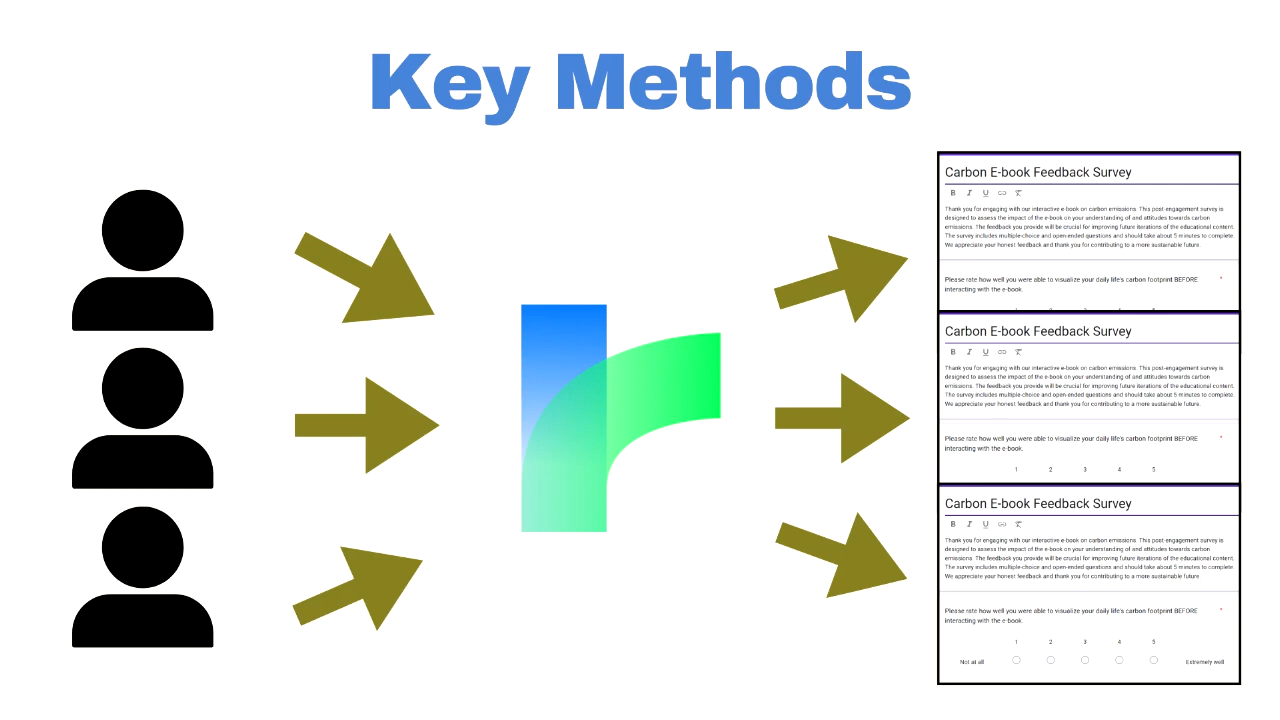 Key Methods
Carbon E-book Feedback Survey
B I U
Thank you for engaging with our interactive e-book on carbon emissions. This post-engagement survey is
designed to assess the impact of the e-book on your understanding of and attitudes towards carbon
emissions. The feedback you provide will be crucial for improving future iterations of the educational content.
The survey includes multiple-choice and open-ended questions and should take about 5 minutes to complete.
We appreciate your honest feedback and thank you for contributing to a more sustainable future.
Please rate how well you were able to visualize your daily life's carbon footprint BEFORE *
interacting with the e-book.
Carbon E-book Feedback Survey
B I U
Thank you for engaging with our interactive e-book on carbon emissions. This post-engagement survey is
designed to assess the impact of the e-book on your understanding of and attitudes towards carbon
emissions. The feedback you provide will be crucial for improving future iterations of the educational content.
The survey includes multiple-choice and open-ended questions and should take about 5 minutes to complete.
We appreciate your honest feedback and thank you for contributing to a more sustainable future.
Please rate how well you were able to visualize your daily life's carbon footprint BEFORE *
interacting with the e-book.
1 2 3 4 5
Carbon E-book Feedback Survey
B I U
Thank you for engaging with our interactive e-book on carbon emissions. This post-engagement survey is
designed to assess the impact of the e-book on your understanding of and attitudes towards carbon
emissions. The feedback you provide will be crucial for improving future iterations of the educational content.
The survey includes multiple-choice and open-ended questions and should take about 5 minutes to complete.
We appreciate your honest feedback and thank you for contributing to a more sustainable future.
Please rate how well you were able to visualize your daily life's carbon footprint BEFORE *
interacting with the e-book.
1 2 3 4 5
Not at all Extremely well